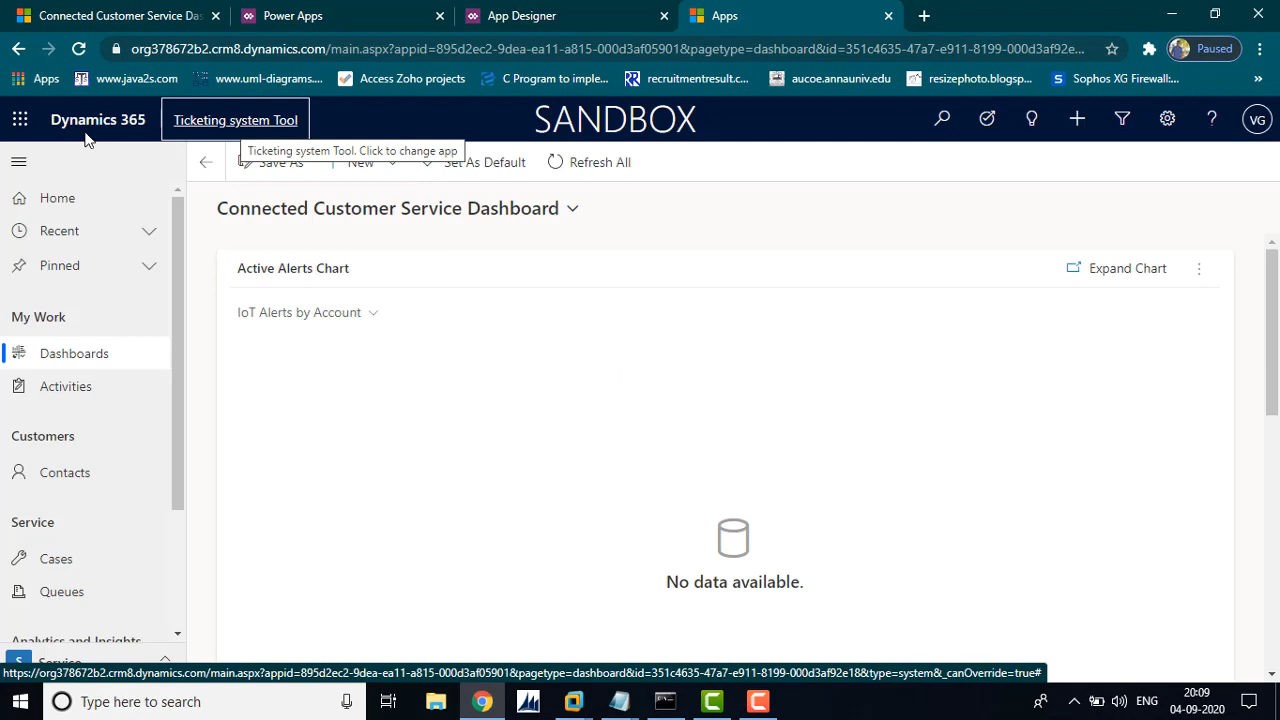 Connected Customer Service Das
Power Apps
App Designer
Apps
org378672b2.crm8.dynamics.com/main.aspx?appid=895d2ec2-9dea-ea11-a815-000d3af05901&pagetype=dashboard&id=351c4635-47a7-e911-8199-000d3af92e...
Paused
Apps
www.java2s.com
www.uml-diagrams....
Access Zoho projects
C Program to imple...
recruitmentresult.c...
aucoe.annauniv.edu
resizephoto.blogsp...
Sophos XG Firewall:...
»
Dynamics 365
Ticketing system Tool
SANDBOX
VG
Ticketing system Tool. Click to change app
Save As
New
Set As Default
Refresh All
Home
Recent
Pinned
My Work
Dashboards
Activities
Customers
Contacts
Service
Cases
Queues
Analytics and Insights
S
Service
Connected Customer Service Dashboard
Active Alerts Chart
Expand Chart
IoT Alerts by Account
No data available.
https://org378672b2.crm8.dynamics.com/main.aspx?appid=895d2ec2-9dea-ea11-a815-000d3af05901&pagetype=dashboard&id=351c4635-47a7-e911-8199-000d3af92e18&type=system&_canOverride=true#
Type here to search
ENG
20:09
04-09-2020